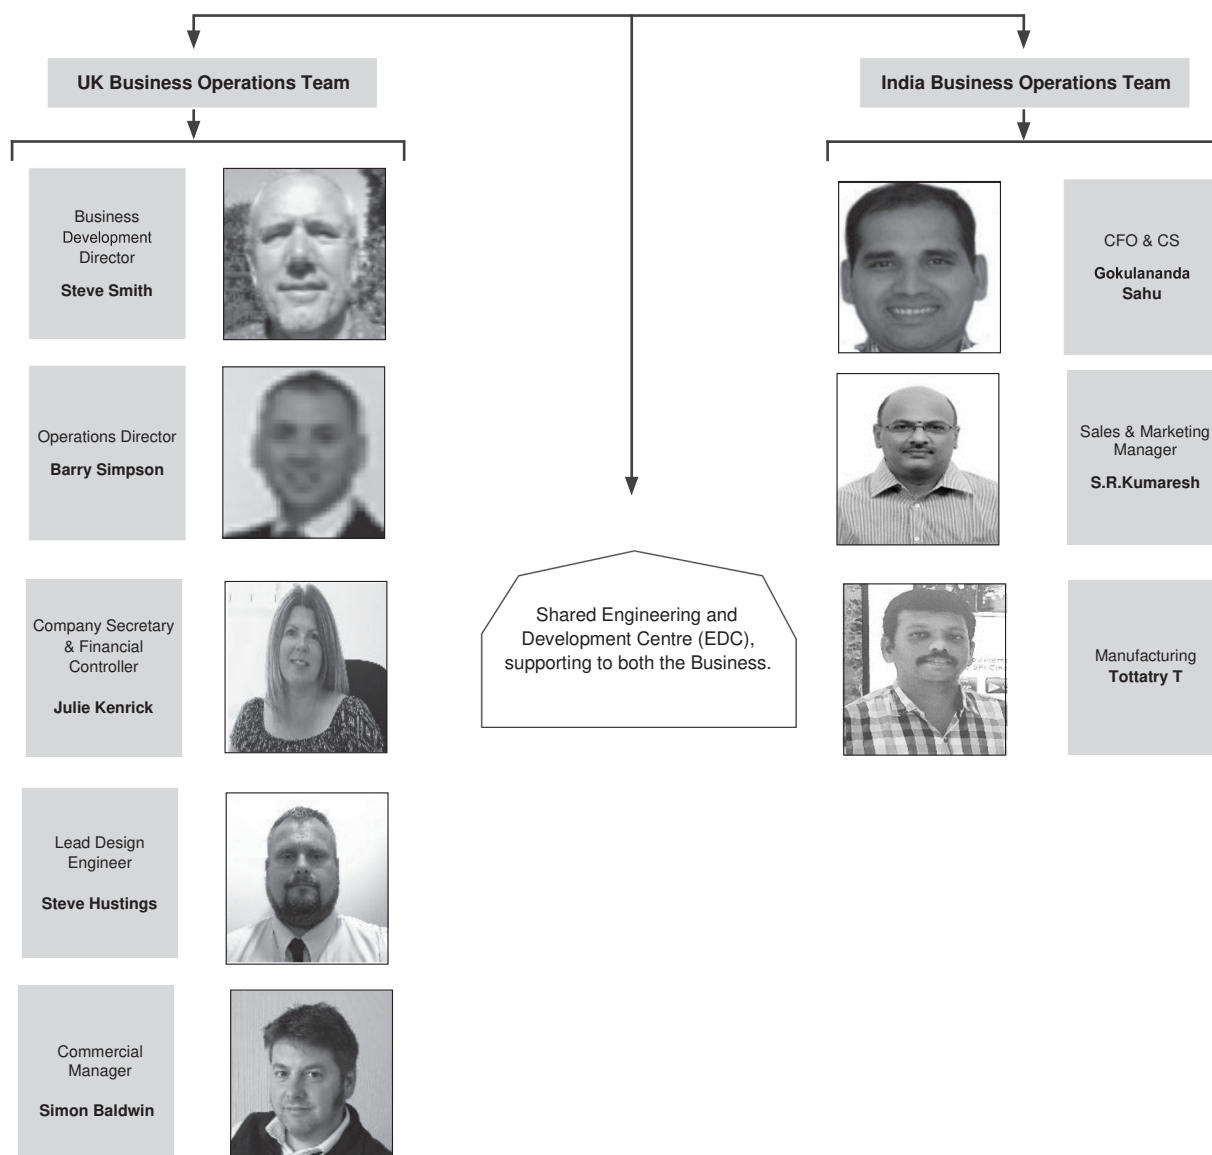 UK Business Operations Team
Business
Development
Director
Steve Smith
Operations Director
Barry Simpson
Company Secretary
& Financial
Controller
Julie Kenrick
Lead Design
Engineer
Steve Hustings
Commercial
Manager
Simon Baldwin
Shared Engineering and
Development Centre (EDC),
supporting to both the Business.
India Business Operations Team
CFO & CS
Gokulananda
Sahu
Sales & Marketing
Manager
S.R.Kumaresh
Manufacturing
Tottatry T